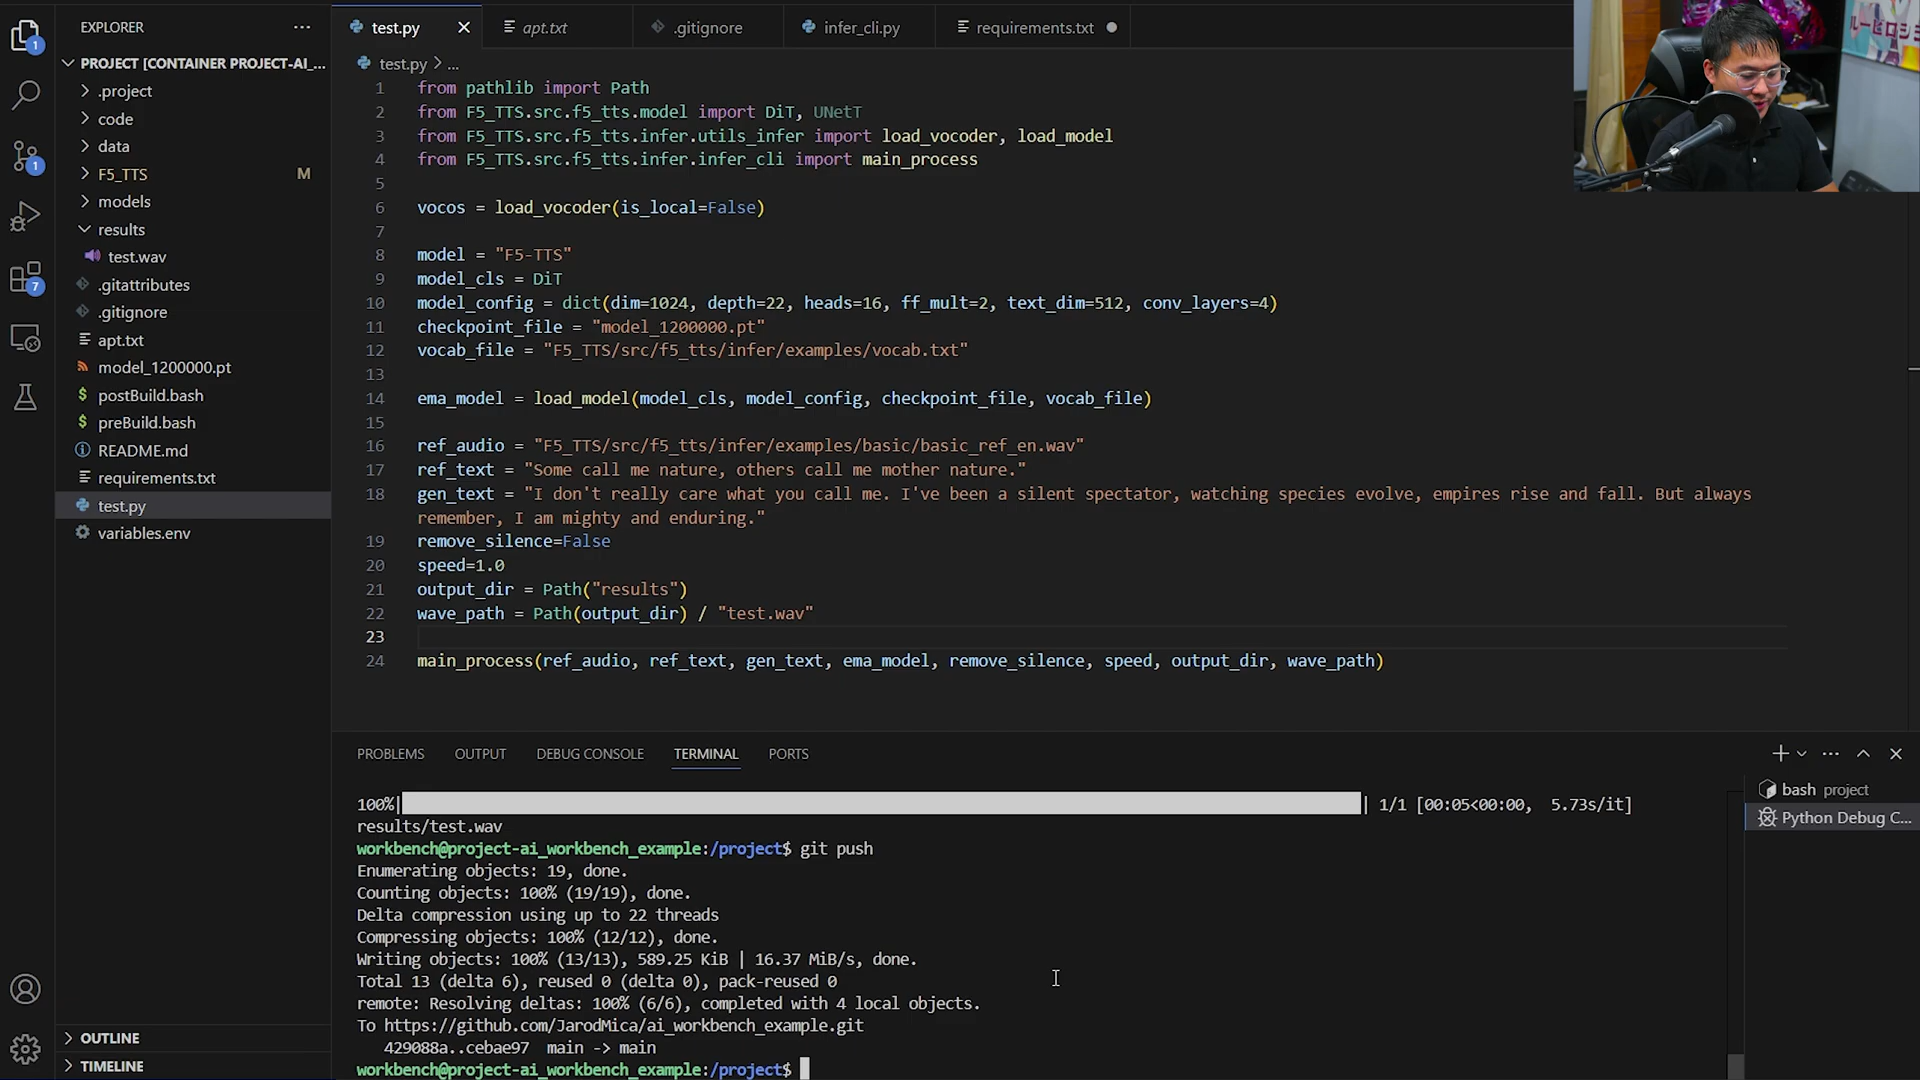 EXPLORER
PROJECT [CONTAINER PROJECT-AI_...
.project
code
data
F5_TTS M
models
results
test.wav
.gitattributes
.gitignore
apt.txt
model_1200000.pt
postBuild.bash
preBuild.bash
README.md
requirements.txt
test.py
variables.env
OUTLINE
TIMELINE
1
1
7
test.py apt.txt .gitignore infer_cli.py requirements.txt
test.py > ...
1 from pathlib import Path
2 from F5_TTS.src.f5_tts.model import DiT, UNetT
3 from F5_TTS.src.f5_tts.infer.utils_infer import load_vocoder, load_model
4 from F5_TTS.src.f5_tts.infer.infer_cli import main_process
5
6 vocos = load_vocoder(is_local=False)
7
8 model = "F5-TTS"
9 model_cls = DiT
10 model_config = dict(dim=1024, depth=22, heads=16, ff_mult=2, text_dim=512, conv_layers=4)
11 checkpoint_file = "model_1200000.pt"
12 vocab_file = "F5_TTS/src/f5_tts/infer/examples/vocab.txt"
13
14 ema_model = load_model(model_cls, model_config, checkpoint_file, vocab_file)
15
16 ref_audio = "F5_TTS/src/f5_tts/infer/examples/basic/basic_ref_en.wav"
17 ref_text = "Some call me nature, others call me mother nature."
18 gen_text = "I don't really care what you call me. I've been a silent spectator, watching species evolve, empires rise and fall. But always
remember, I am mighty and enduring."
19 remove_silence=False
20 speed=1.0
21 output_dir = Path("results")
22 wave_path = Path(output_dir) / "test.wav"
23
24 main_process(ref_audio, ref_text, gen_text, ema_model, remove_silence, speed, output_dir, wave_path)
PROBLEMS OUTPUT DEBUG CONSOLE TERMINAL PORTS
100%| | 1/1 [00:05<00:00, 5.73s/it]
results/test.wav
workbench@project-ai_workbench_example:/project$ git push
Enumerating objects: 19, done.
Counting objects: 100% (19/19), done.
Delta compression using up to 22 threads
Compressing objects: 100% (12/12), done.
Writing objects: 100% (13/13), 589.25 KiB | 16.37 MiB/s, done.
Total 13 (delta 6), reused 0 (delta 0), pack-reused 0
remote: Resolving deltas: 100% (6/6), completed with 4 local objects.
To https://github.com/JarodMica/ai_workbench_example.git
429088a..cebae97 main -> main
workbench@project-ai_workbench_example:/project$
bash project
Python Debug C...